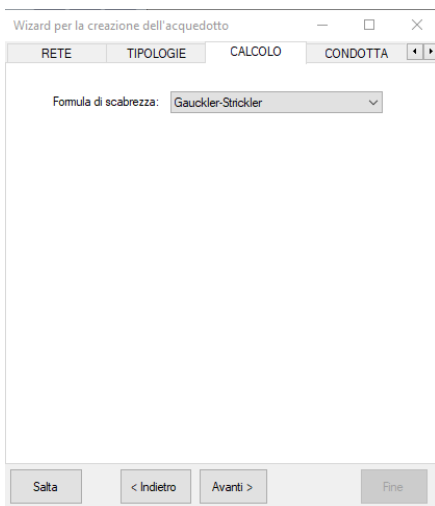 Wizard per la creazione dell'acquedotto
RETE TIPOLOGIE CALCOLO CONDOTTA
Formula di scabrezza: Gauckler-Strickler
Salta < Indietro Avanti > Fine